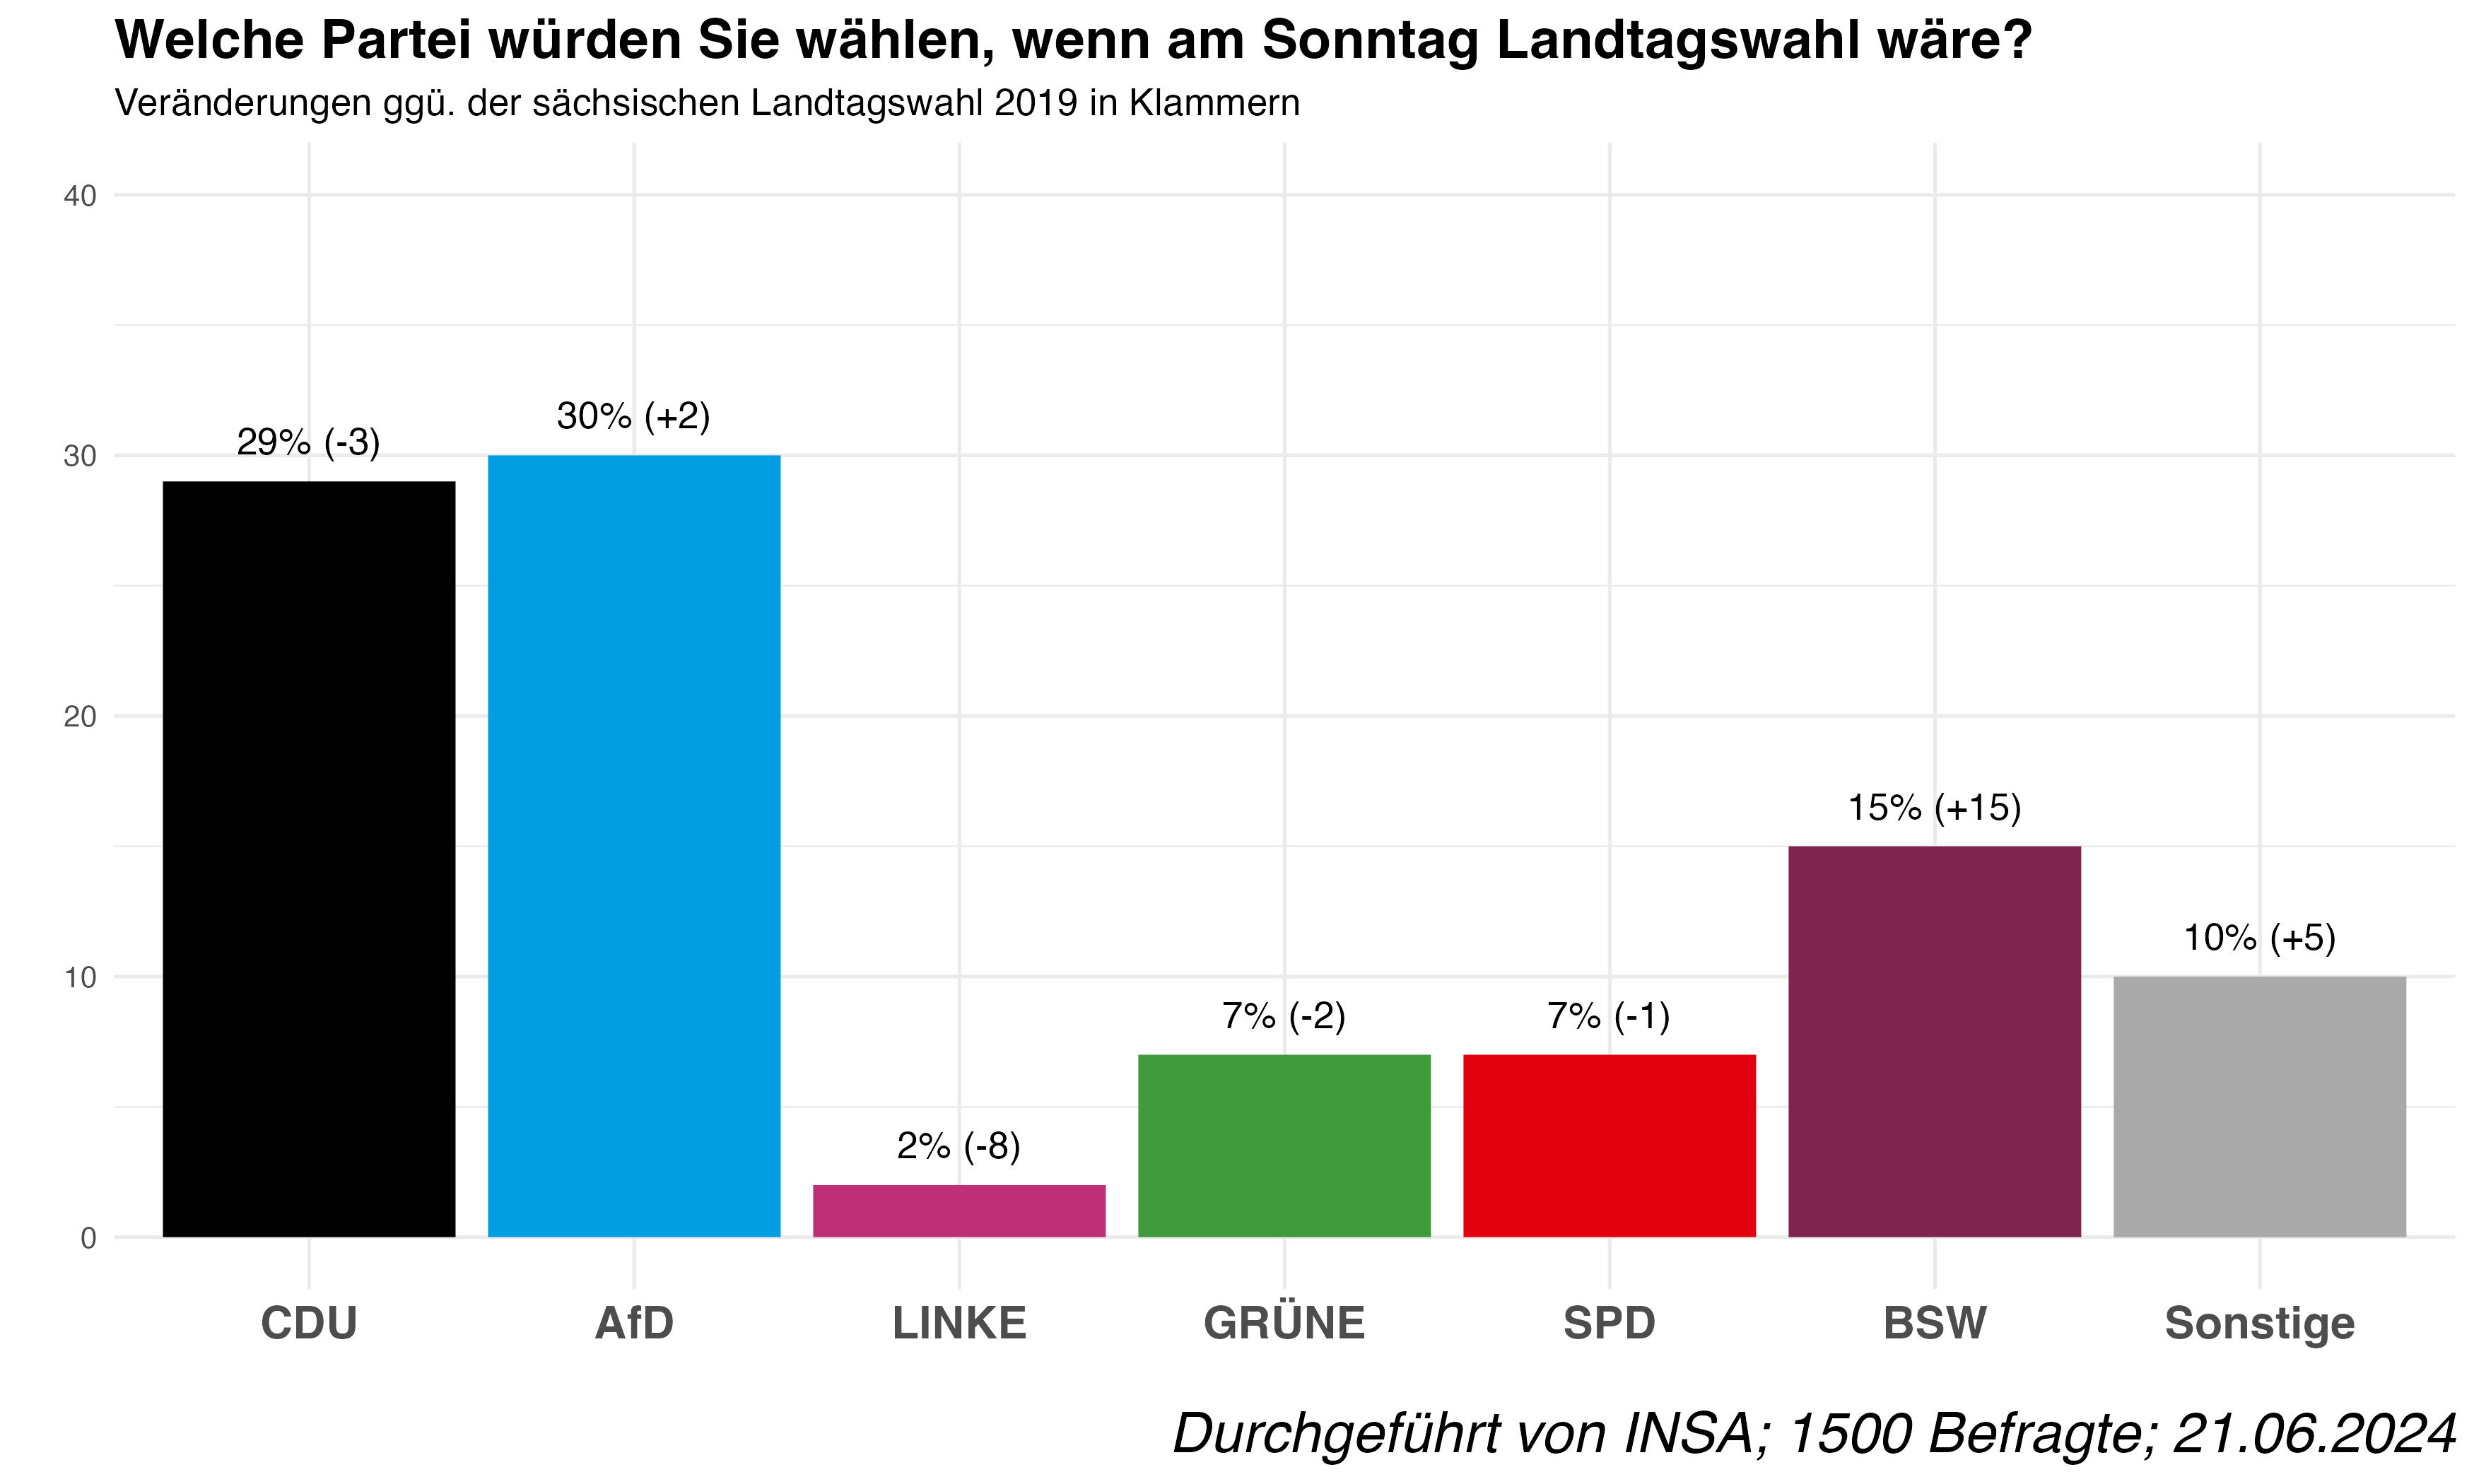 Welche Partei würden Sie wählen, wenn am Sonntag Landtagswahl wäre?
Veränderungen ggü. der sächsischen Landtagswahl 2019 in Klammern
40
30
20
10
0
29% (-3)
30% (+2)
2% (-8)
7% (-2)
7% (-1)
15% (+15)
10% (+5)
CDU
AfD
LINKE
GRÜNE
SPD
BSW
Sonstige
Durchgeführt von INSA; 1500 Befragte; 21.06.2024